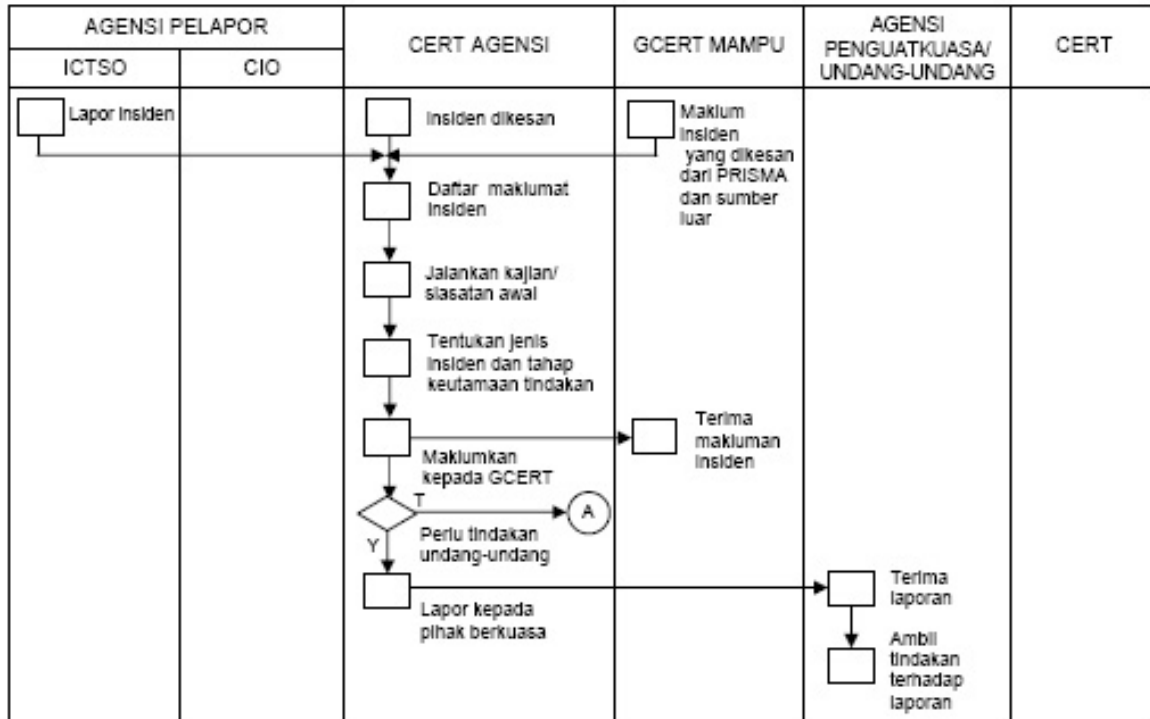 AGENSI PELAPOR
CERT AGENSI
GCERT MAMPU
AGENSI
PENGUATKUASA/
UNDANG-UNDANG
CERT
ICTSO
CIO
Lapor Insiden
Insiden dikesan
Maklum
Insiden
yang dikesan
dari PRISMA
dan sumber
luar
Daftar maklumat
Insiden
Jalankan kajian/
siasatan awal
Tentukan jenis
Insiden dan tahap
keutamaan tindakan
Maklumkan
kepada GCERT
Terima
makluman
Insiden
T
A
Perlu tindakan
undang-undang
Y
Lapor kepada
pihak berkuasa
Terima
laporan
Ambil
tindakan
terhadap
laporan